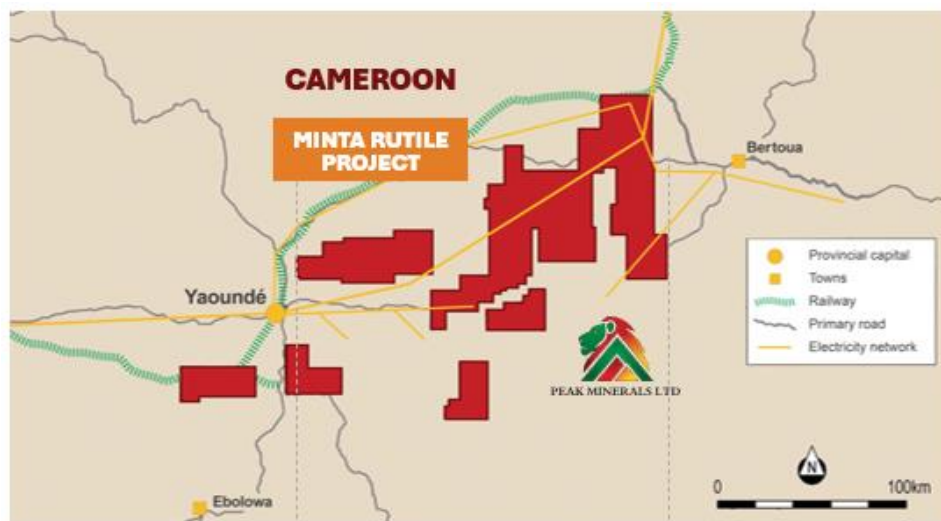 CAMEROON
MINTA RUTILE
PROJECT
Bertoua
Provincial capital
Towns
Railway
Primary road
Electricity network
Yaoundé
PEAK MINERALS LTD
Ebolowa
N
0
100km